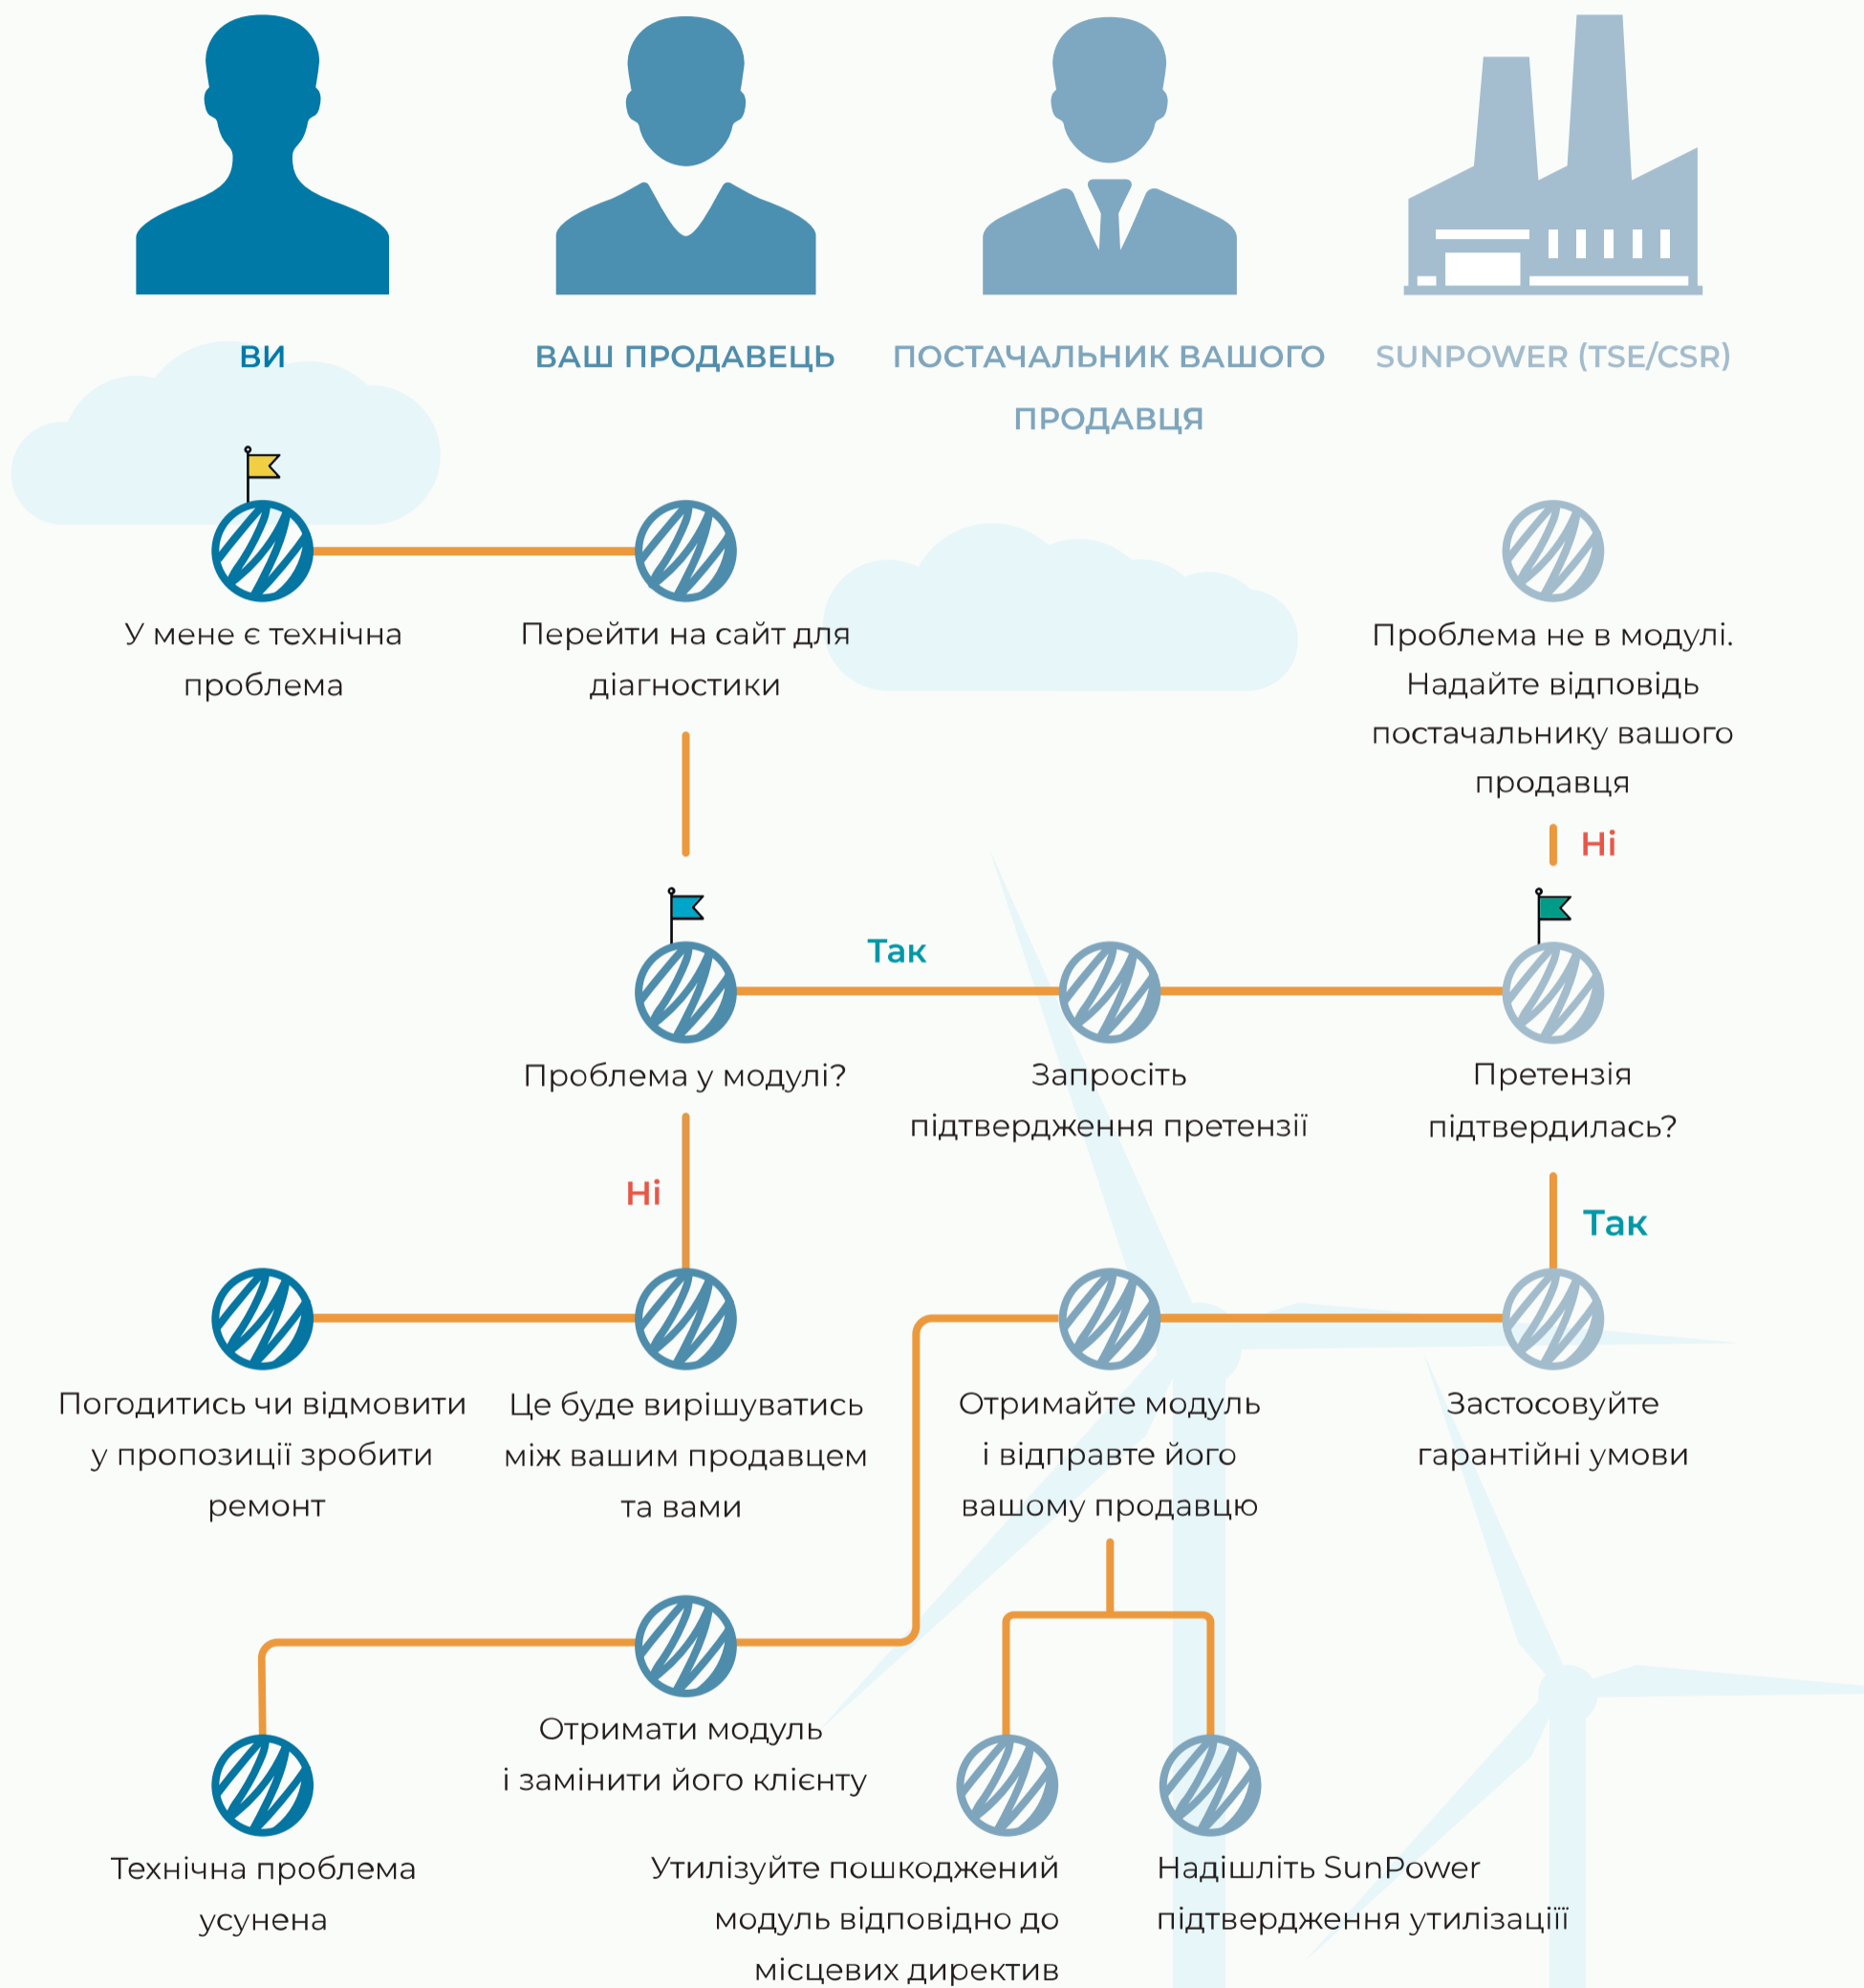 ВИ
ВАШ ПРОДАВЕЦЬ
ПОСТАЧАЛЬНИК ВАШОГО
ПРОДАВЦЯ
SUNPOWER (TSE/CSR)
У мене є технічна
проблема
Перейти на сайт для
діагностики
Проблема не в модулі.
Надайте відповідь
постачальнику вашого
продавця
Ні
Так
Проблема у модулі?
Запросіть
підтвердження претензії
Претензія
підтвердилась?
Ні
Так
Погодитись чи відмовити
у пропозиції зробити
ремонт
Це буде вирішуватись
між вашим продавцем
та вами
Отримайте модуль
і відправте його
вашому продавцю
Застосовуйте
гарантійні умови
Отримати модуль
і замінити його клієнту
Технічна проблема
усунена
Утилізуйте пошкоджений
модуль відповідно до
місцевих директив
Надішліть SunPower
підтвердження утилізаціїї